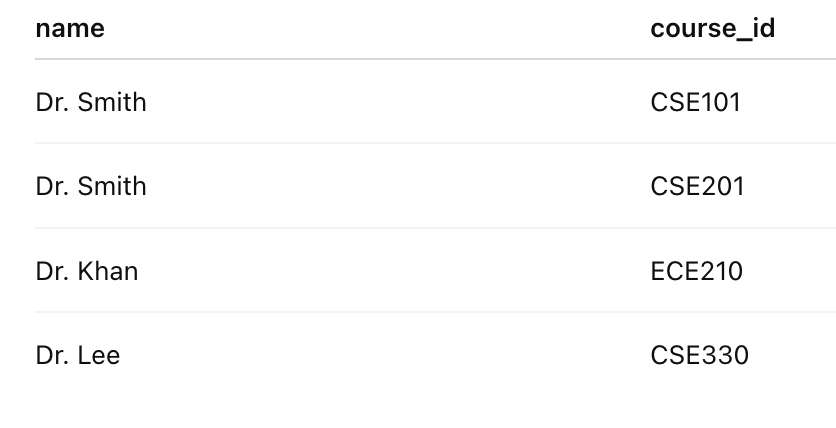 name course_id
Dr. Smith CSE101
Dr. Smith CSE201
Dr. Khan ECE210
Dr. Lee CSE330